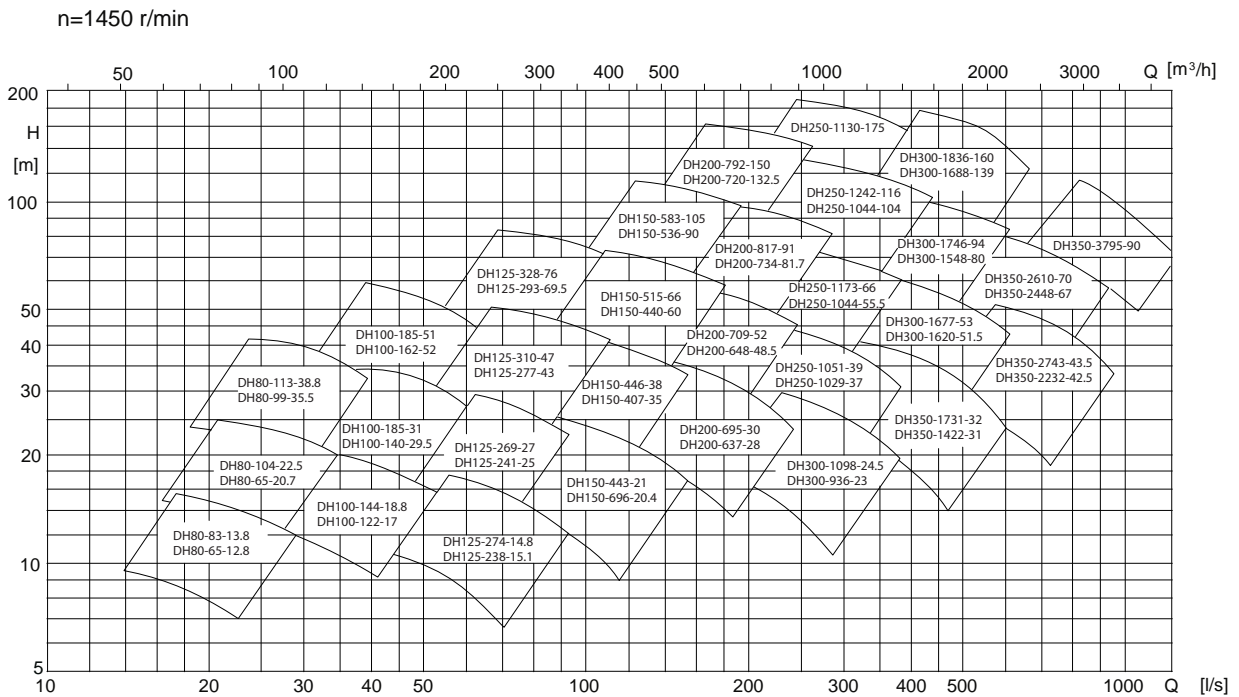 n=1450 r/min
50 100 200 300 400 500 1000 2000 3000 Q [m³/h]
200
H
[m]
100
50
40
30
20
10
5
DH250-1130-175
DH300-1836-160
DH300-1688-139
DH200-792-150
DH200-720-132.5
DH250-1242-116
DH250-1044-104
DH150-583-105
DH150-536-90
DH200-817-91
DH200-734-81.7
DH300-1746-94
DH300-1548-80
DH350-3795-90
DH125-328-76
DH125-293-69.5
DH150-515-66
DH150-440-60
DH250-1173-66
DH250-1044-55.5
DH350-2610-70
DH350-2448-67
DH100-185-51
DH100-162-52
DH200-709-52
DH200-648-48.5
DH300-1677-53
DH300-1620-51.5
DH125-310-47
DH125-277-43
DH80-113-38.8
DH80-99-35.5
DH150-446-38
DH150-407-35
DH250-1051-39
DH250-1029-37
DH350-2743-43.5
DH350-2232-42.5
DH100-185-31
DH100-140-29.5
DH125-269-27
DH125-241-25
DH200-695-30
DH200-637-28
DH350-1731-32
DH350-1422-31
DH80-104-22.5
DH80-65-20.7
DH150-443-21
DH150-696-20.4
DH300-1098-24.5
DH300-936-23
DH100-144-18.8
DH100-122-17
DH80-83-13.8
DH80-65-12.8
DH125-274-14.8
DH125-238-15.1
10 20 30 40 50 100 200 300 400 500 1000 Q [l/s]